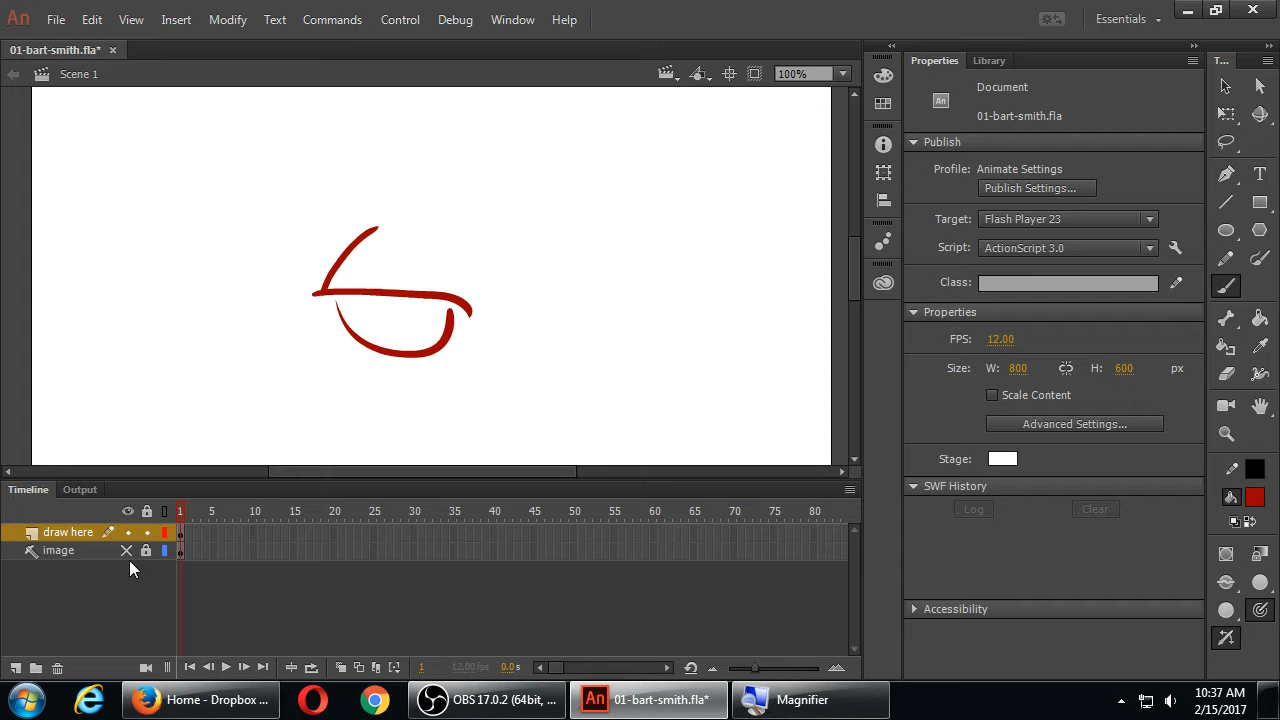 An File Edit View Insert Modify Text Commands Control Debug Window Help Essentials
01-bart-smith.fla* ×
Scene 1 100%
Properties Library T...
Document
An 01-bart-smith.fla
Publish
Profile: Animate Settings
Publish Settings...
Target: Flash Player 23
Script: ActionScript 3.0
Class:
Properties
FPS: 12.00
Size: W: 800 H: 600 px
Scale Content
Advanced Settings...
Stage:
SWF History
Log Clear
Accessibility
Timeline Output
1 5 10 15 20 25 30 35 40 45 50 55 60 65 70 75 80
draw here
image
1 12.00 fps 0.0 s
Home - Dropbox ... OBS 17.0.2 (64bit, ... An 01-bart-smith.fla* Magnifier
10:37 AM
2/15/2017